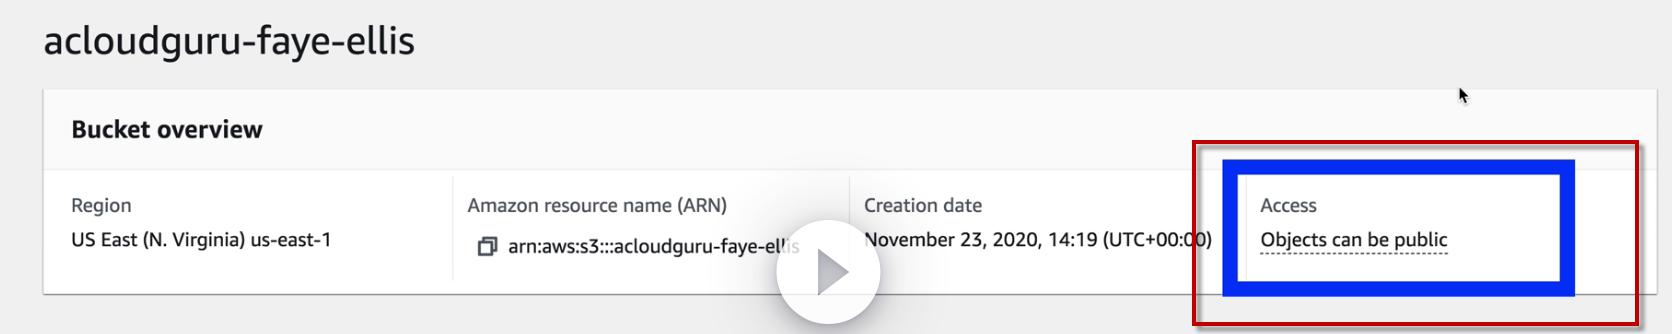 acloudguru-faye-ellis
Bucket overview
Region
US East (N. Virginia) us-east-1
Amazon resource name (ARN)
arn:aws:s3:::acloudguru-faye-ellis
Creation date
November 23, 2020, 14:19 (UTC+00:00)
Access
Objects can be public